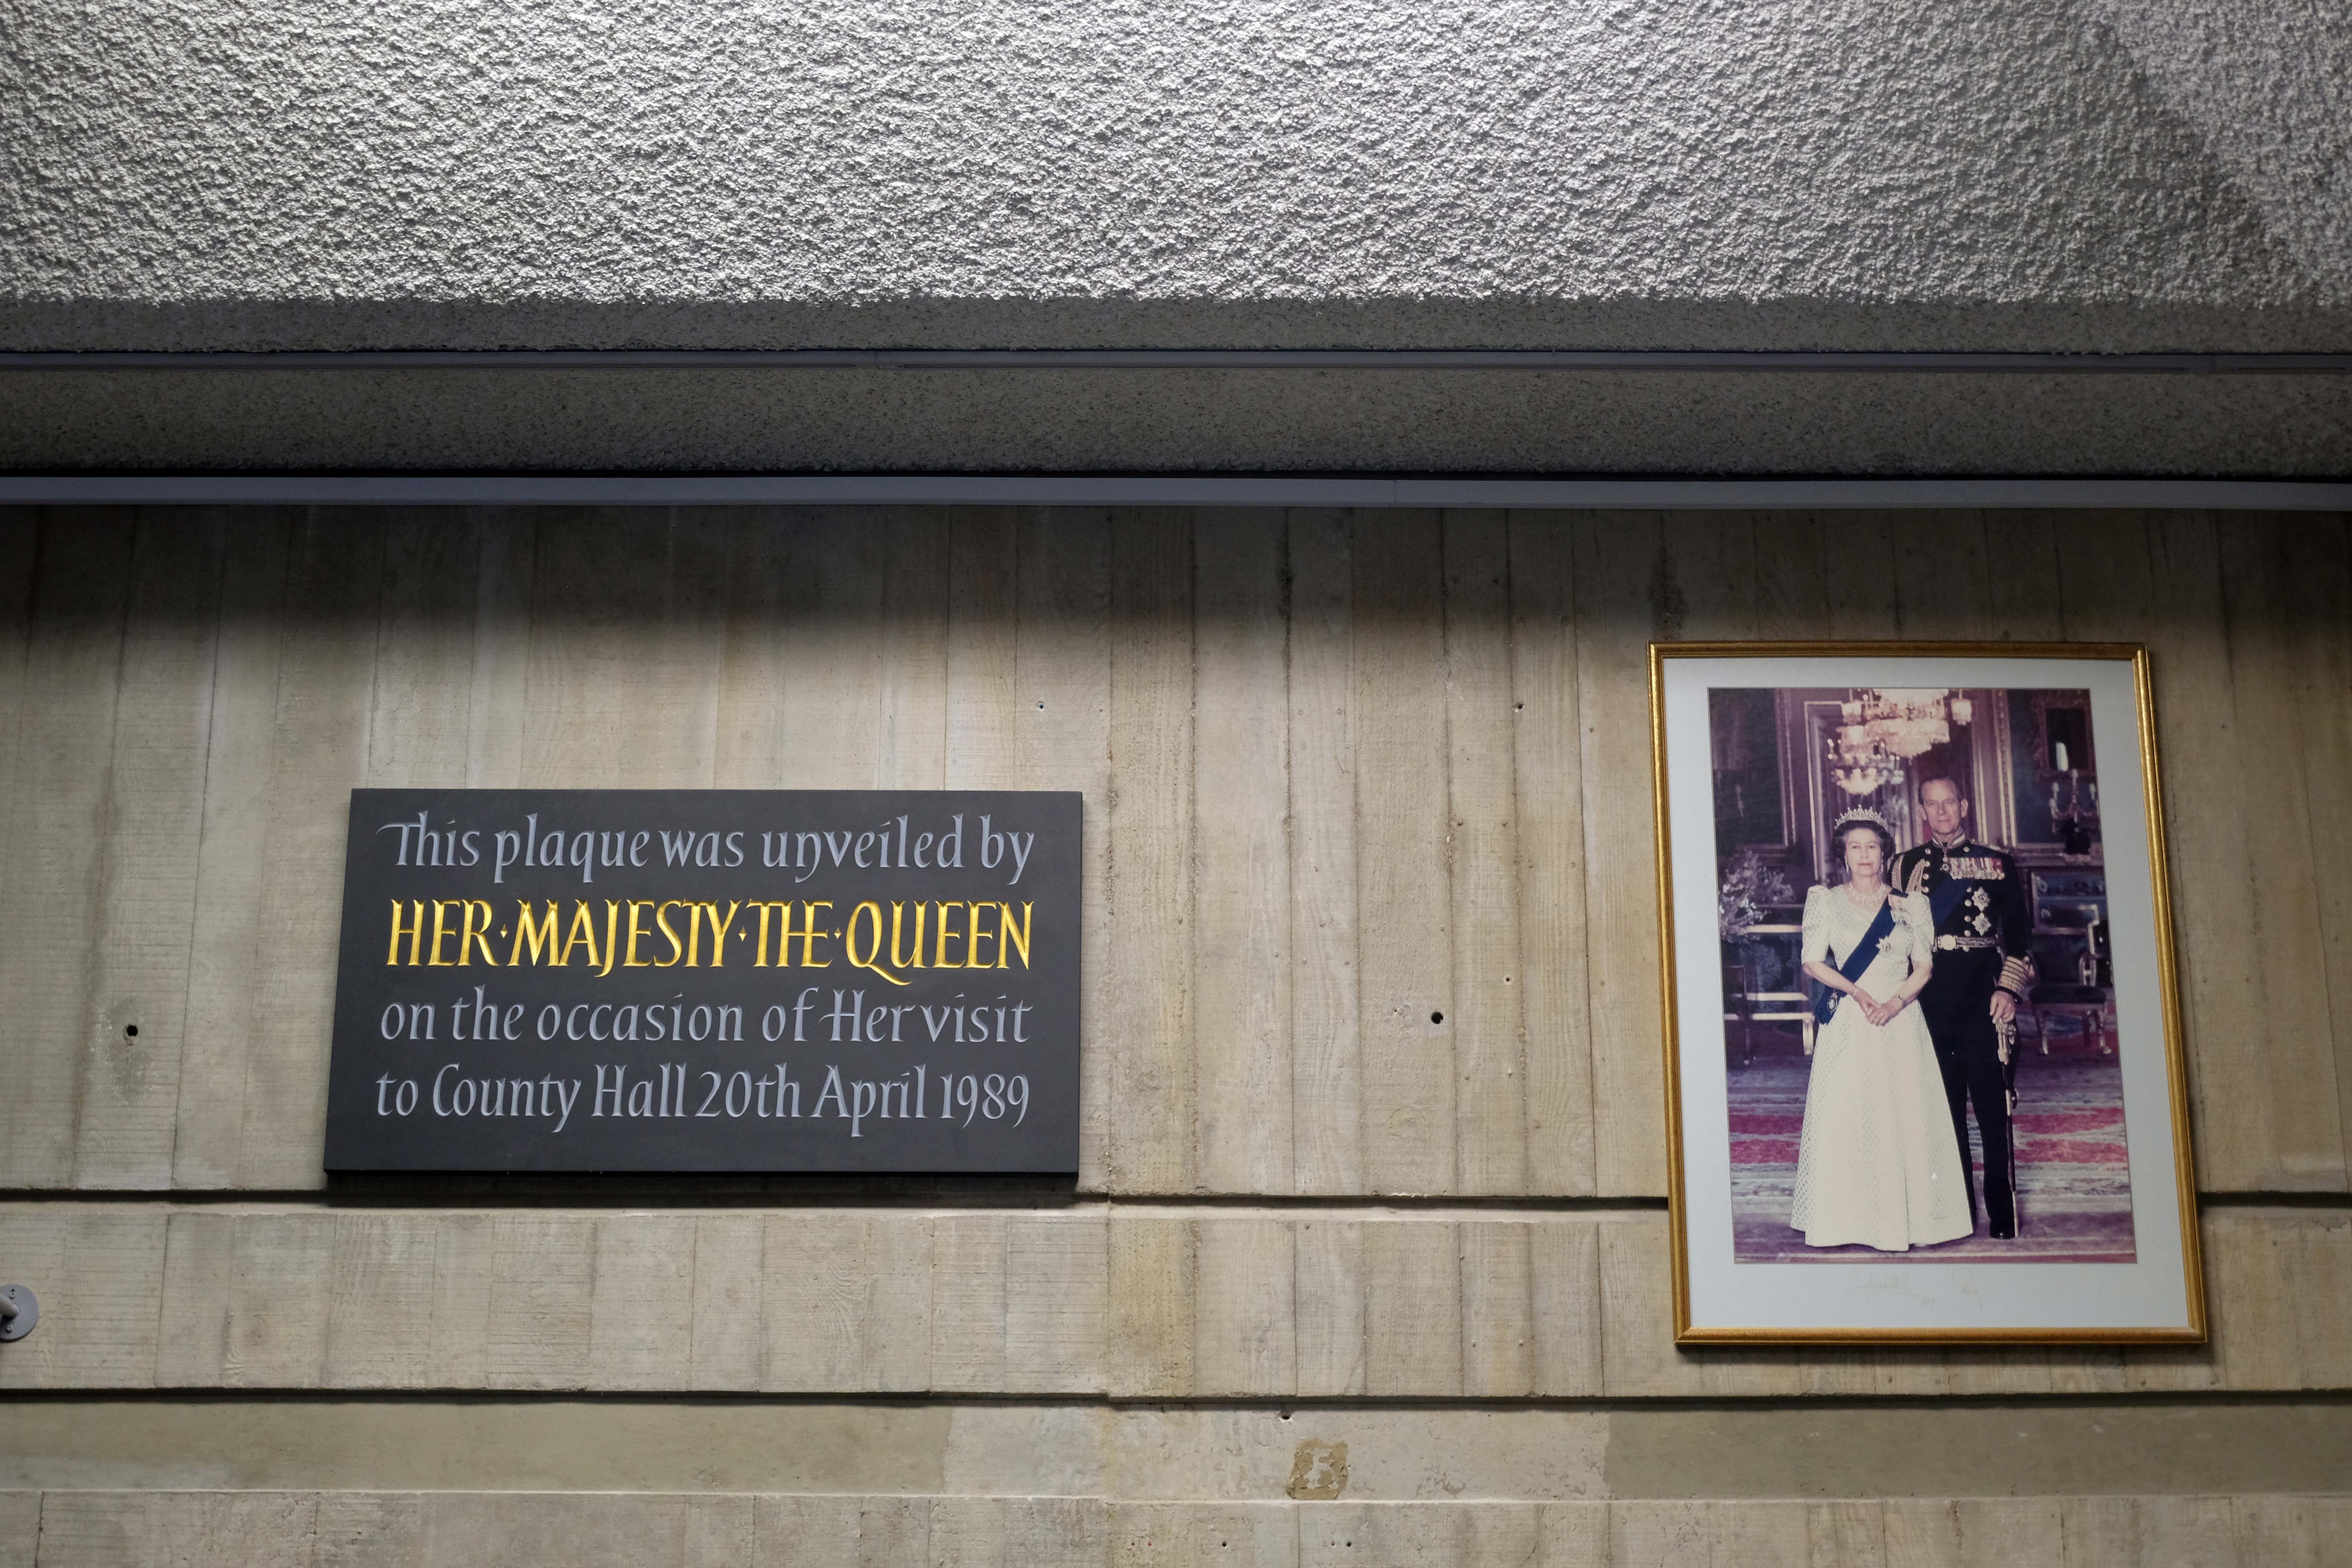 This plaque was unveiled by
HER·MAJESTY·THE·QUEEN
on the occasion of Her visit
to County Hall 20th April 1989